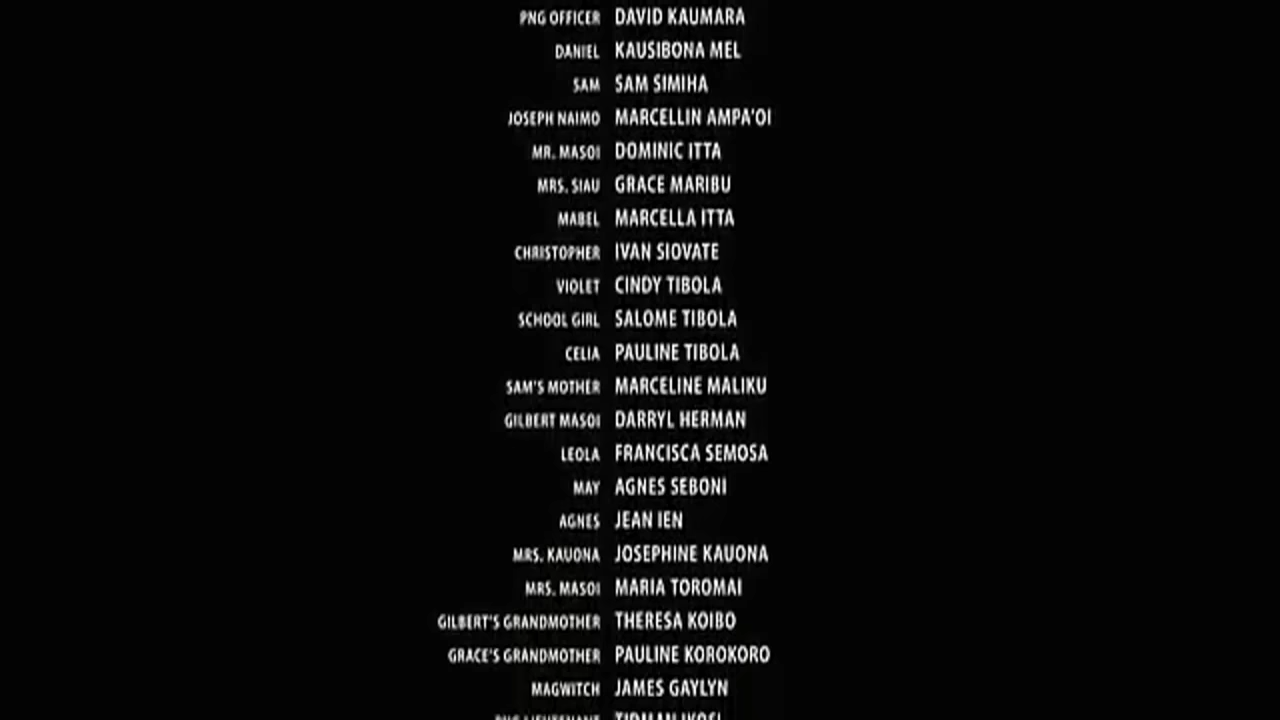 PNG OFFICER DAVID KAUMARA
DANIEL KAUSIBONA MEL
SAM SAM SIMIHA
JOSEPH NAIMO MARCELLIN AMPA'OI
MR. MASOI DOMINIC ITTA
MRS. SIAU GRACE MARIBU
MABEL MARCELLA ITTA
CHRISTOPHER IVAN SIOVATE
VIOLET CINDY TIBOLA
SCHOOL GIRL SALOME TIBOLA
CELIA PAULINE TIBOLA
SAM'S MOTHER MARCELINE MALIKU
GILBERT MASOI DARRYL HERMAN
LEOLA FRANCISCA SEMOSA
MAY AGNES SEBONI
AGNES JEAN IEN
MRS. KAUONA JOSEPHINE KAUONA
MRS. MASOI MARIA TOROMAI
GILBERT'S GRANDMOTHER THERESA KOIBO
GRACE'S GRANDMOTHER PAULINE KOROKORO
MAGWITCH JAMES GAYLYN